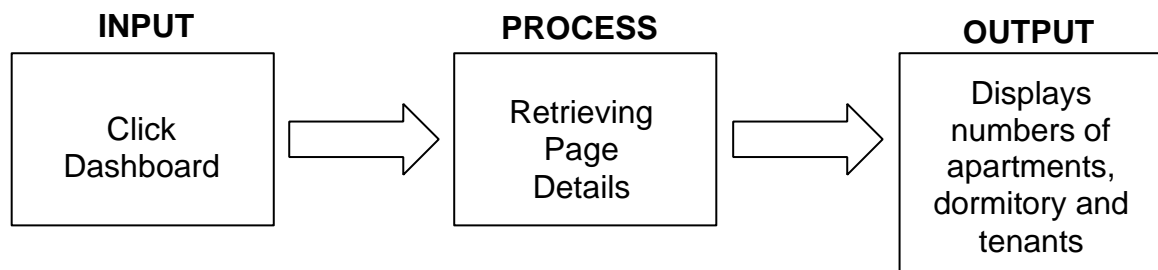 INPUT
Click
Dashboard
PROCESS
Retrieving
Page
Details
OUTPUT
Displays
numbers of
apartments,
dormitory and
tenants